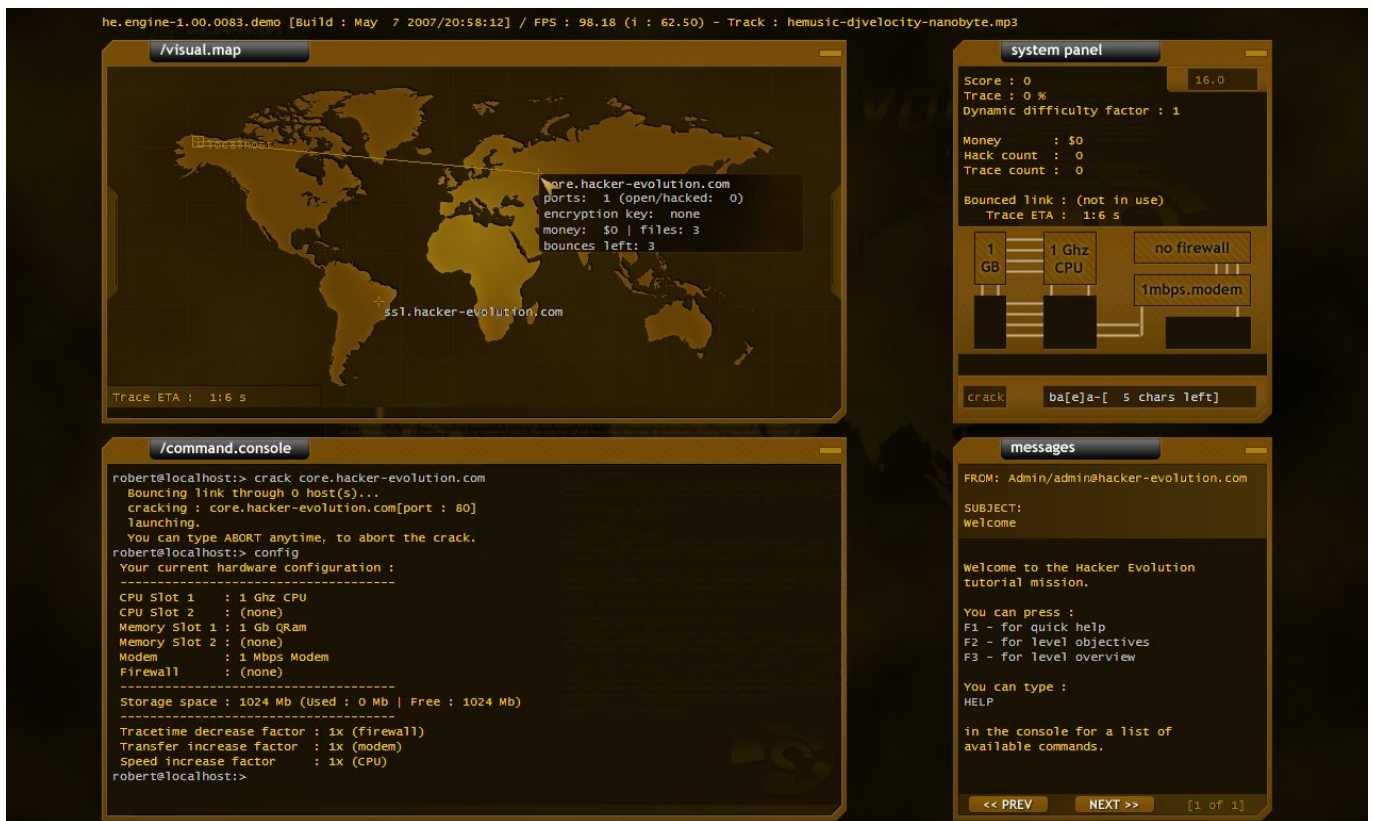 he.engine-1.00.0083.demo [Build : May  7 2007/20:58:12] / FPS : 98.18 (i : 62.50) - Track : hemusic-djvelocity-nanobyte.mp3
/visual.map
localhost
core.hacker-evolution.com
ports:  1 (open/hacked:  0)
encryption key:  none
money:  $0 | files: 3
bounces left: 3
ssl.hacker-evolution.com
Trace ETA :  1:6 s
system panel
16.0
Score : 0
Trace : 0 %
Dynamic difficulty factor : 1
Money       : $0
Hack count  :  0
Trace count :  0
Bounced link : (not in use)
Trace ETA :  1:6 s
1 GB
1 Ghz CPU
no firewall
1mbps.modem
crack
ba[e]a-[  5 chars left]
/command.console
robert@localhost:> crack core.hacker-evolution.com
Bouncing link through 0 host(s)...
cracking : core.hacker-evolution.com[port : 80]
launching.
You can type ABORT anytime, to abort the crack.
robert@localhost:> config
Your current hardware configuration :
-------------------------------------
CPU Slot 1    : 1 Ghz CPU
CPU Slot 2    : (none)
Memory Slot 1 : 1 Gb QRam
Memory Slot 2 : (none)
Modem         : 1 Mbps Modem
Firewall      : (none)
-------------------------------------
Storage space : 1024 Mb (Used : 0 Mb | Free : 1024 Mb)
-------------------------------------
Tracetime decrease factor : 1x (firewall)
Transfer increase factor  : 1x (modem)
Speed increase factor     : 1x (CPU)
robert@localhost:>
messages
FROM: Admin/admin@hacker-evolution.com
SUBJECT:
Welcome
Welcome to the Hacker Evolution
tutorial mission.
You can press :
F1 - for quick help
F2 - for level objectives
F3 - for level overview
You can type :
HELP
in the console for a list of
available commands.
<< PREV
NEXT >>
[1 of 1]